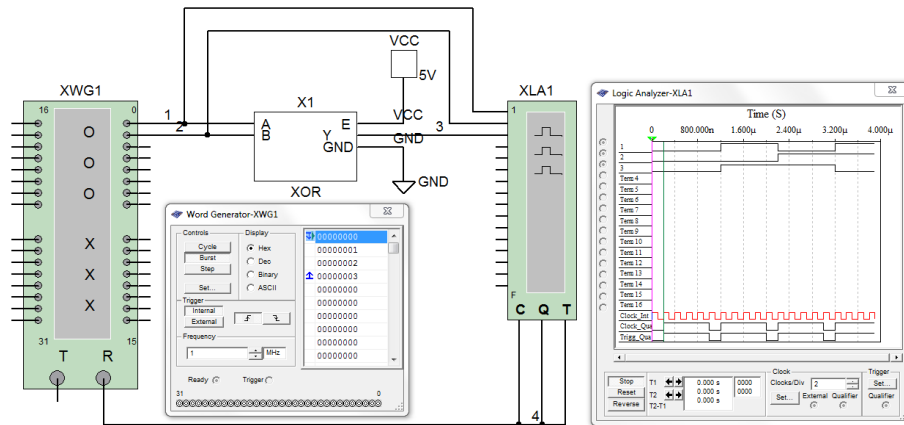 XWG1
16
0
O
O
O
X
X
X
31
15
T
R
1
2
X1
A
B
E
Y
GND
XOR
VCC
5V
VCC
GND
GND
3
4
XLA1
1
F
C Q T
Word Generator-XWG1
Controls
Cycle
Burst
Step
Set...
Display
Hex
Dec
Binary
ASCII
Trigger
Internal
External
Frequency
1
MHz
Ready
Trigger
31
0
00000000
00000001
00000002
00000003
00000000
00000000
00000000
00000000
00000000
00000000
Logic Analyzer-XLA1
Time (S)
0 800.000n 1.600µ 2.400µ 3.200µ 4.000µ
1
2
3
Term 4
Term 5
Term 6
Term 7
Term 8
Term 9
Term 10
Term 11
Term 12
Term 13
Term 14
Term 15
Term 16
Clock_Int
Clock_Qua
Trigg_Qua
Stop
Reset
Reverse
T1
T2
T2-T1
0.000 s
0.000 s
0.000 s
0000
0000
Clock
Clocks/Div
2
Set...
External
Qualifier
Trigger
Set...
Qualifier